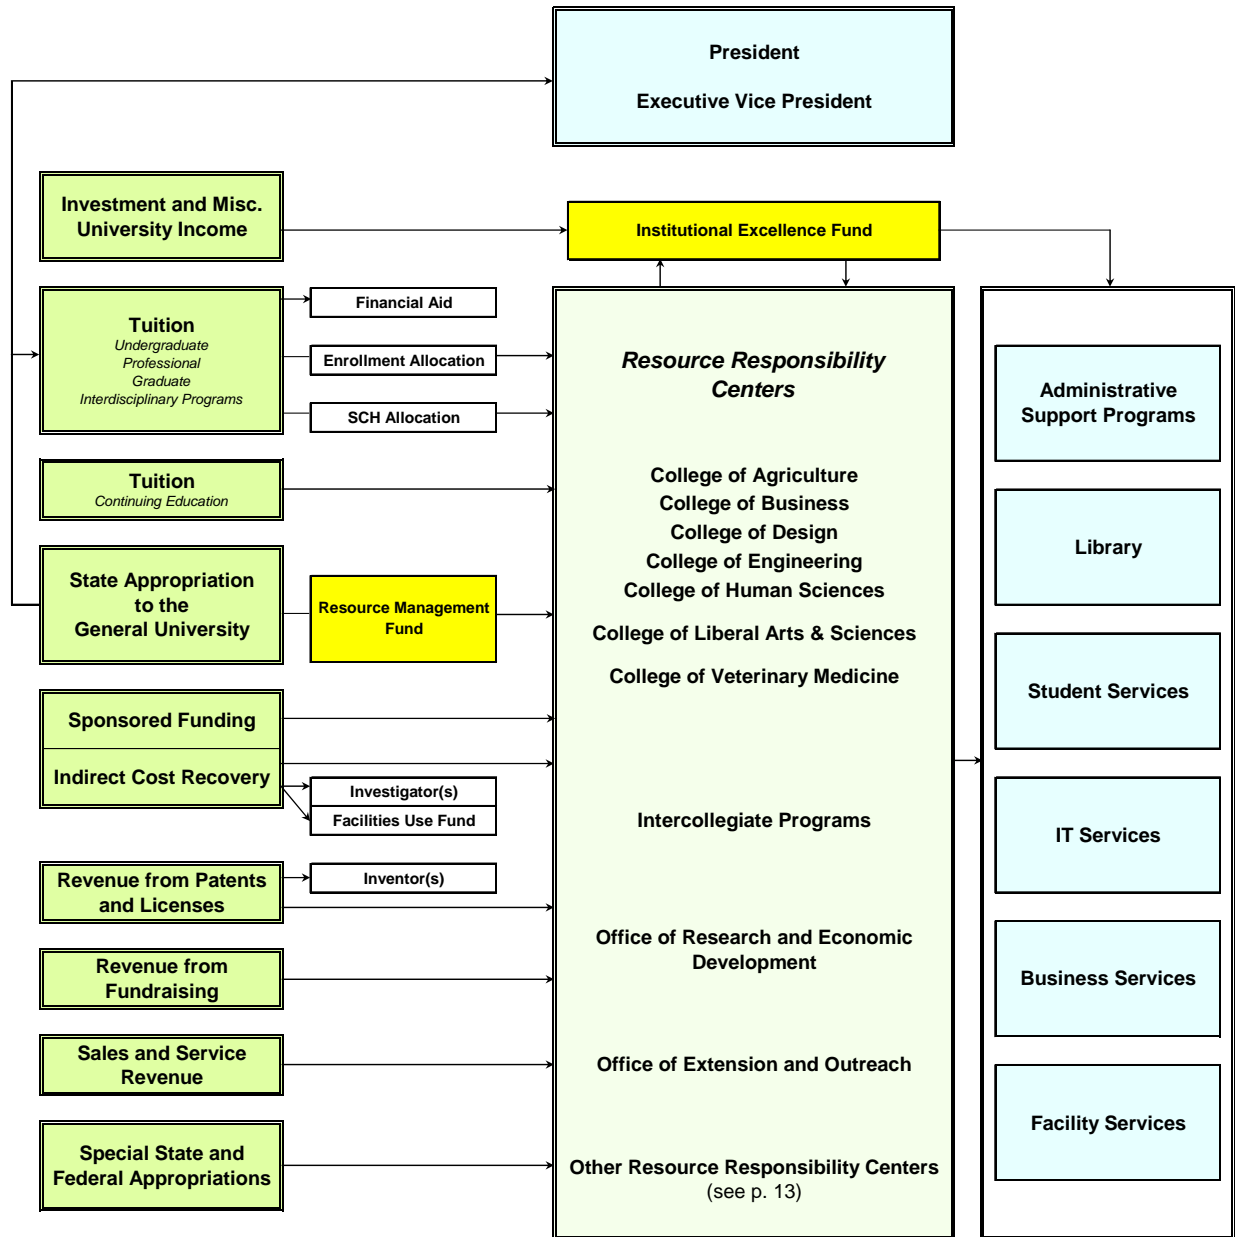 President
Executive Vice President
Investment and Misc.
University Income
Institutional Excellence Fund
Tuition
Undergraduate
Professional
Graduate
Interdisciplinary Programs
Financial Aid
Enrollment Allocation
SCH Allocation
Tuition
Continuing Education
State Appropriation
to the
General University
Resource Management
Fund
Sponsored Funding
Indirect Cost Recovery
Investigator(s)
Facilities Use Fund
Revenue from Patents
and Licenses
Inventor(s)
Revenue from
Fundraising
Sales and Service
Revenue
Special State and
Federal Appropriations
Resource Responsibility
Centers
College of Agriculture
College of Business
College of Design
College of Engineering
College of Human Sciences
College of Liberal Arts & Sciences
College of Veterinary Medicine
Intercollegiate Programs
Office of Research and Economic
Development
Office of Extension and Outreach
Other Resource Responsibility Centers
(see p. 13)
Administrative
Support Programs
Library
Student Services
IT Services
Business Services
Facility Services